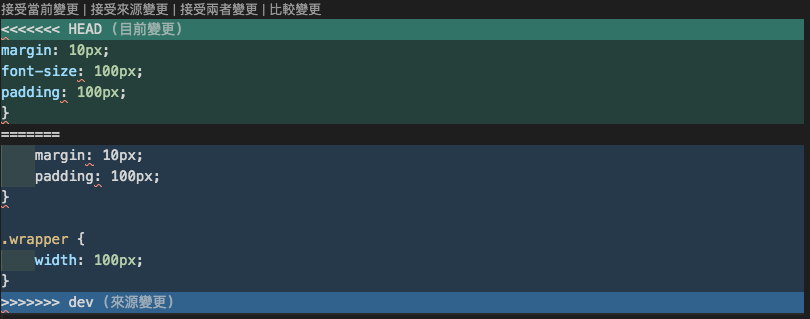 接受當前變更 | 接受來源變更 | 接受兩者變更 | 比較變更
<<<<<<< HEAD (目前變更)
margin: 10px;
font-size: 100px;
padding: 100px;
}
=======
    margin: 10px;
    padding: 100px;
}

.wrapper {
    width: 100px;
}
>>>>>>> dev (來源變更)